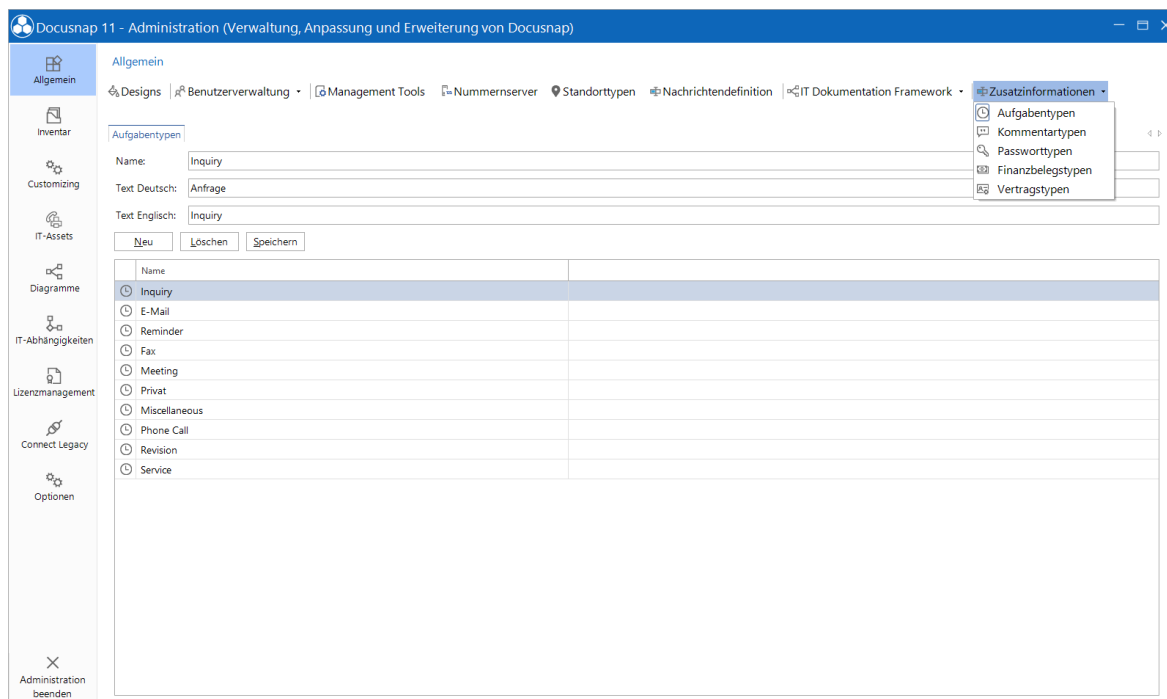 Docusnap 11 - Administration (Verwaltung, Anpassung und Erweiterung von Docusnap)
Allgemein
Inventar
Customizing
IT-Assets
Diagramme
IT-Abhängigkeiten
Lizenzmanagement
Connect Legacy
Optionen
Administration
beenden
Allgemein
Designs Benutzerverwaltung Management Tools Nummernserver Standorttypen Nachrichtendefinition IT Dokumentation Framework Zusatzinformationen
Aufgabentypen
Kommentartypen
Passworttypen
Finanzbelegstypen
Vertragstypen
Aufgabentypen
Name: Inquiry
Text Deutsch: Anfrage
Text Englisch: Inquiry
Neu Löschen Speichern
Name
Inquiry
E-Mail
Reminder
Fax
Meeting
Privat
Miscellaneous
Phone Call
Revision
Service